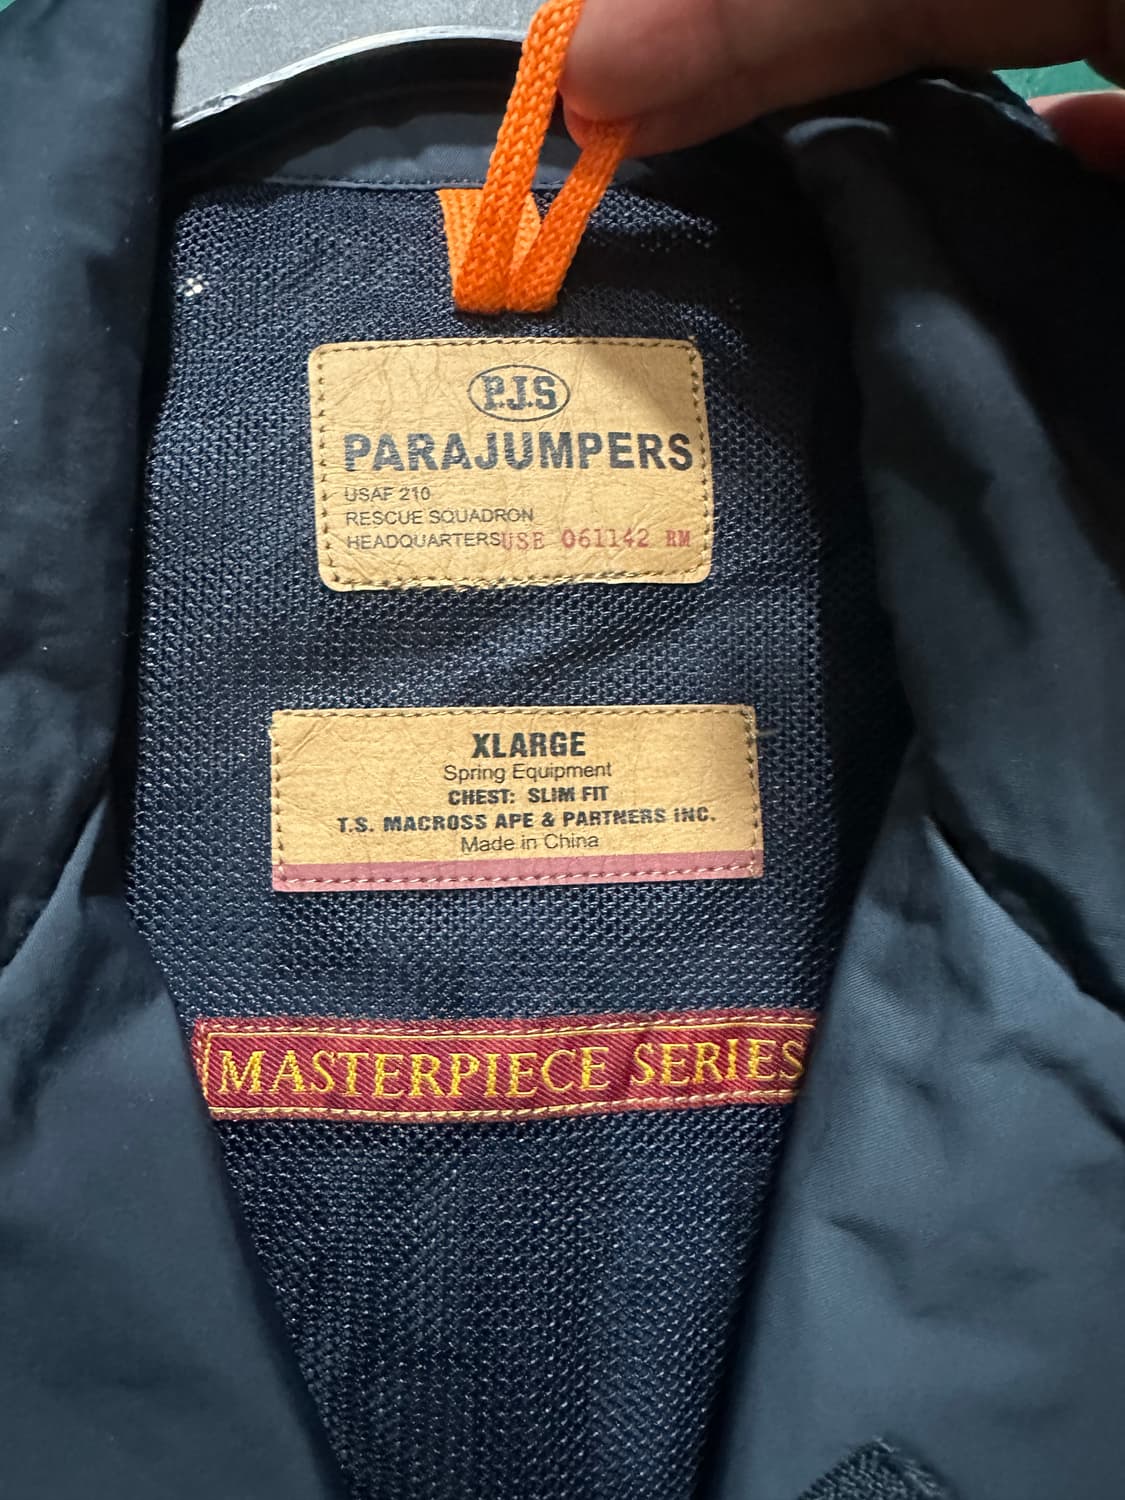 P.J.S
PARAJUMPERS
USAF 210
RESCUE SQUADRON
HEADQUARTERS USE 061142 RM
XLARGE
Spring Equipment
CHEST: SLIM FIT
T.S. MACROSS APE & PARTNERS INC.
Made in China
MASTERPIECE SERIES